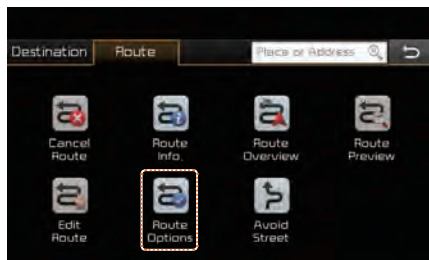 Destination Route Place or Address
Cancel Route Route Route
Route Info. Overview Preview
Edit Route Avoid
Route Options Street